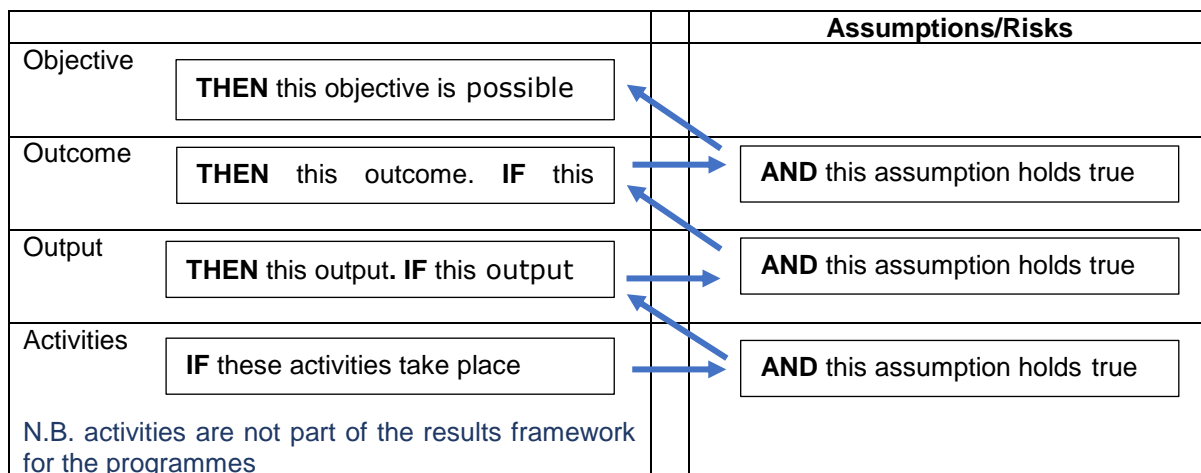 Assumptions/Risks
Objective
THEN this objective is possible
Outcome
THEN this outcome. IF this
AND this assumption holds true
Output
THEN this output. IF this output
AND this assumption holds true
Activities
IF these activities take place
AND this assumption holds true
N.B. activities are not part of the results framework
for the programmes